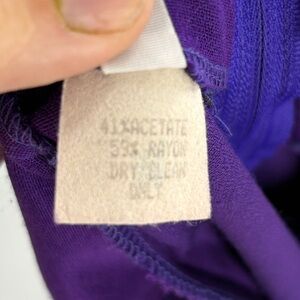 41%ACETATE
59% RAYON
DRY CLEAN
ONLY